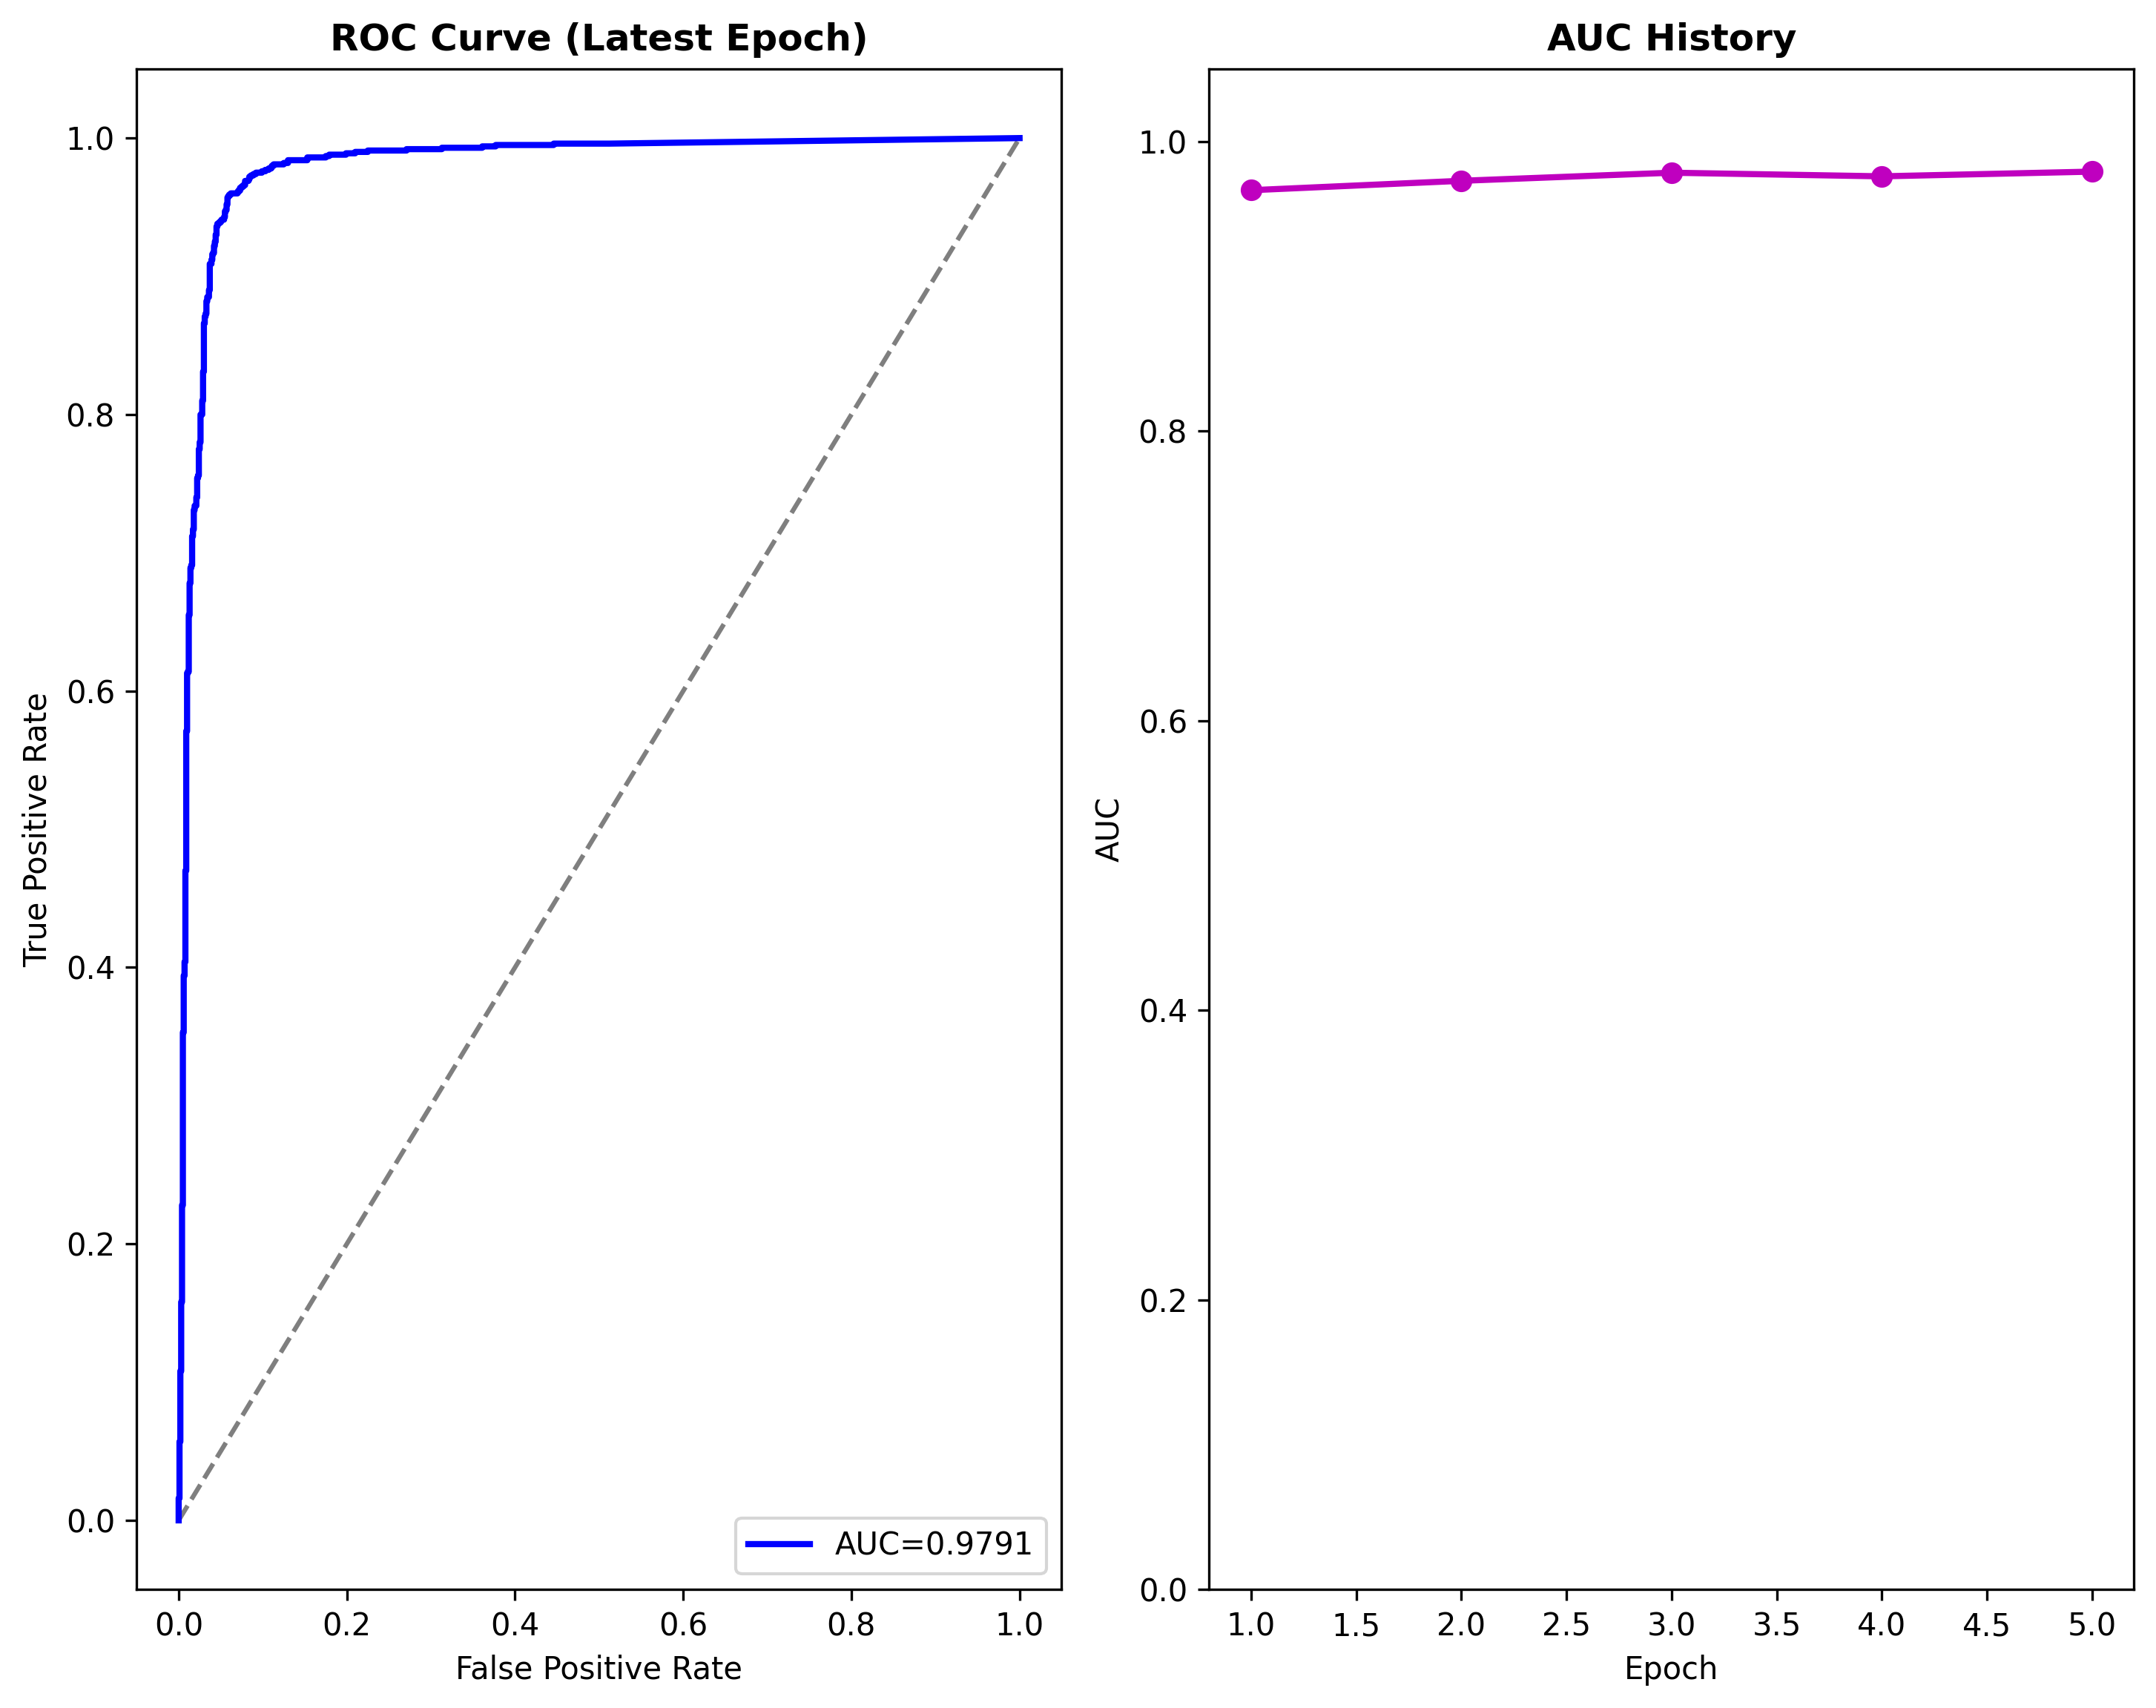 ROC Curve (Latest Epoch)
1.0
0.8
0.6
0.4
0.2
0.0
True Positive Rate
AUC=0.9791
0.0 0.2 0.4 0.6 0.8 1.0
False Positive Rate
AUC History
1.0
0.8
0.6
0.4
0.2
0.0
AUC
1.0 1.5 2.0 2.5 3.0 3.5 4.0 4.5 5.0
Epoch